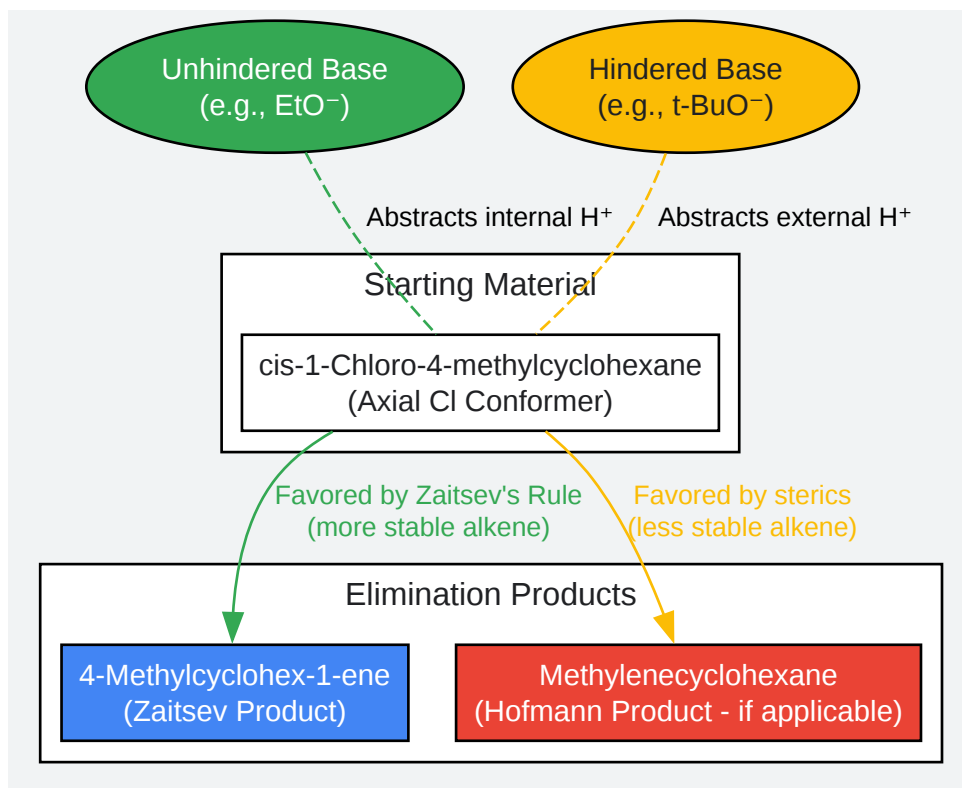 Unhindered Base
(e.g., EtO⁻)
Hindered Base
(e.g., t-BuO⁻)
Abstracts internal H⁺
Abstracts external H⁺
Starting Material
cis-1-Chloro-4-methylcyclohexane
(Axial Cl Conformer)
Favored by Zaitsev's Rule
(more stable alkene)
Favored by sterics
(less stable alkene)
Elimination Products
4-Methylcyclohex-1-ene
(Zaitsev Product)
Methylenecyclohexane
(Hofmann Product - if applicable)